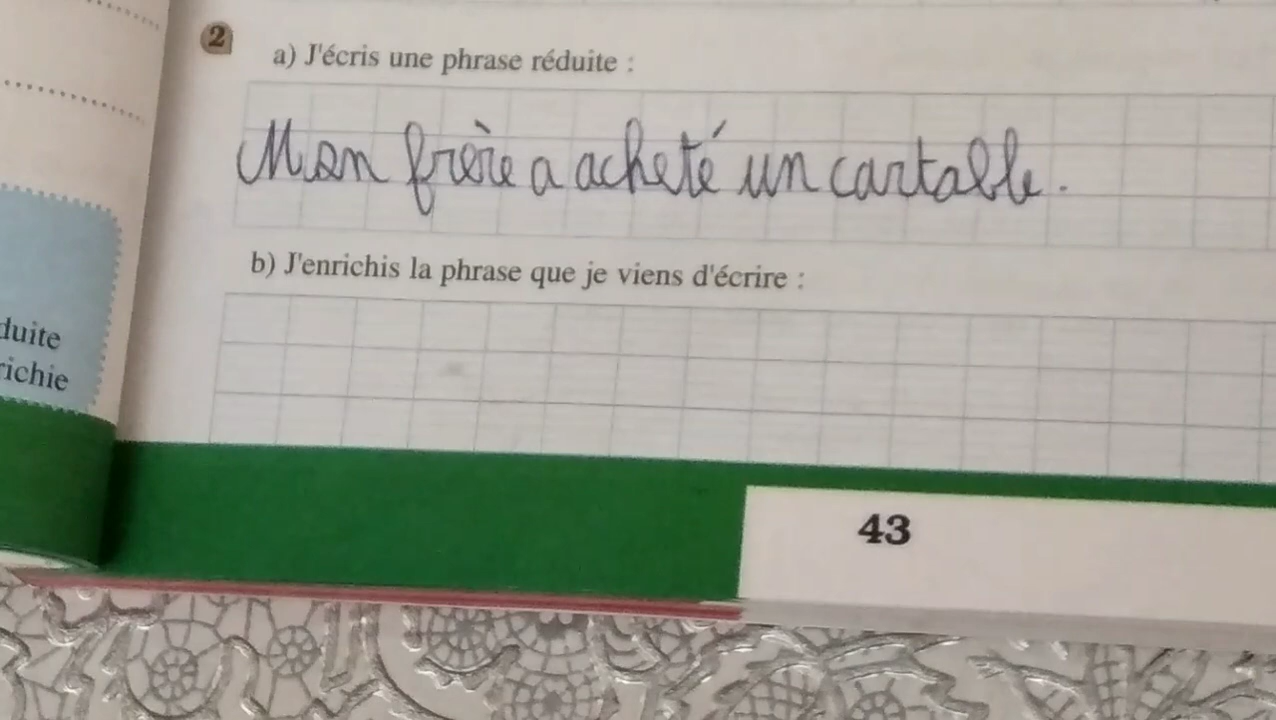 2
a) J'écris une phrase réduite :
Mon frère a acheté un cartable.
b) J'enrichis la phrase que je viens d'écrire :
duite
richie
43